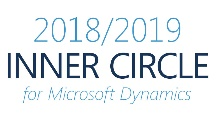 2018/2019
INNER CIRCLE
for Microsoft Dynamics